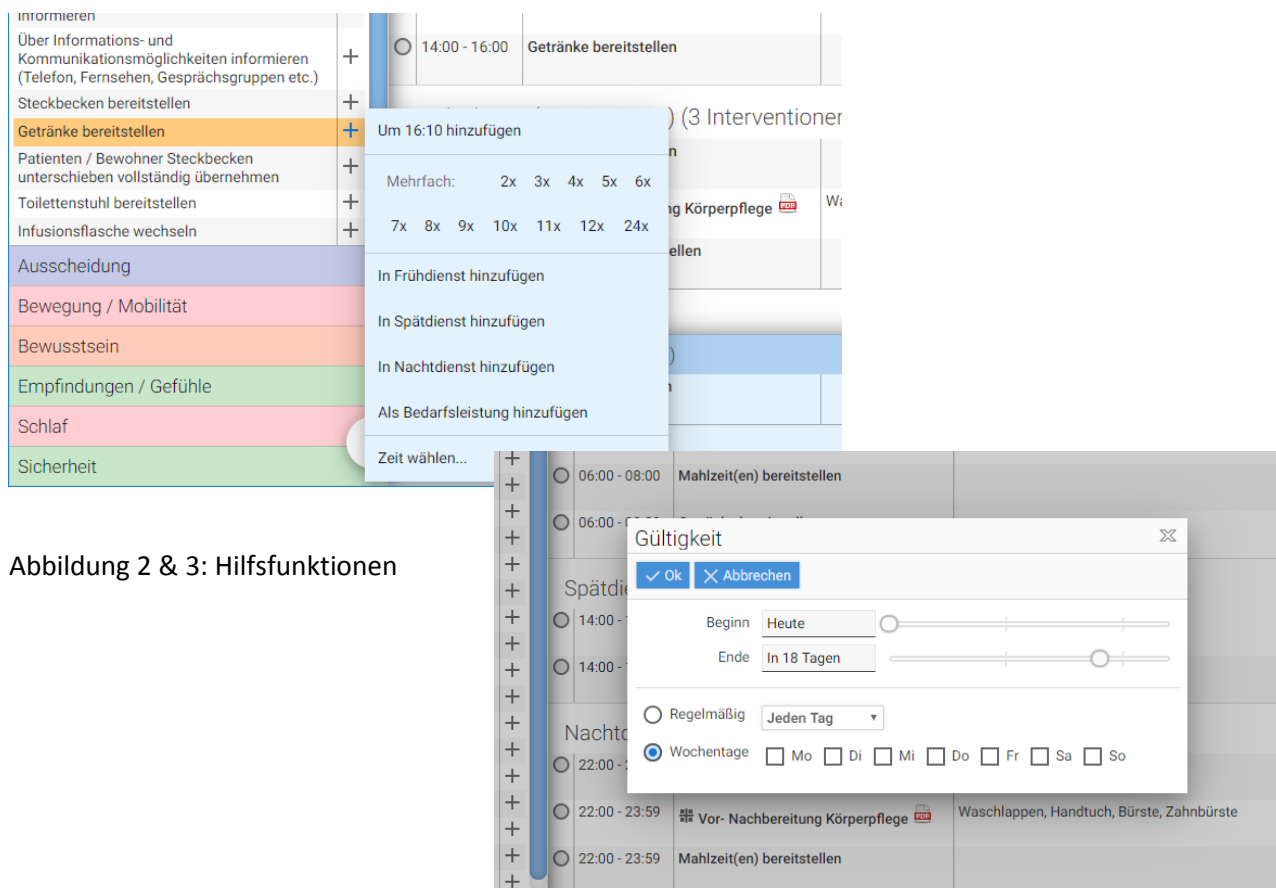 informieren
Über Informations- und
Kommunikationsmöglichkeiten informieren
(Telefon, Fernsehen, Gesprächsgruppen etc.)
Steckbecken bereitstellen
Getränke bereitstellen
Patienten / Bewohner Steckbecken
unterschieben vollständig übernehmen
Toilettenstuhl bereitstellen
Infusionsflasche wechseln
Ausscheidung
Bewegung / Mobilität
Bewusstsein
Empfindungen / Gefühle
Schlaf
Sicherheit
14:00 - 16:00 Getränke bereitstellen
) (3 Interventionen
n
ng Körperpflege PDF Wa
ellen
)
Um 16:10 hinzufügen
Mehrfach: 2x 3x 4x 5x 6x
7x 8x 9x 10x 11x 12x 24x
In Frühdienst hinzufügen
In Spätdienst hinzufügen
In Nachtdienst hinzufügen
Als Bedarfsleistung hinzufügen
Zeit wählen...
Abbildung 2 & 3: Hilfsfunktionen
06:00 - 08:00 Mahlzeit(en) bereitstellen
06:00 -
Spätdie
14:00 -
14:00 -
Nachtd
22:00 -
22:00 - 23:59 Vor- Nachbereitung Körperpflege PDF Waschlappen, Handtuch, Bürste, Zahnbürste
22:00 - 23:59 Mahlzeit(en) bereitstellen
Gültigkeit
Ok Abbrechen
Beginn Heute
Ende In 18 Tagen
Regelmäßig Jeden Tag
Wochentage Mo Di Mi Do Fr Sa So